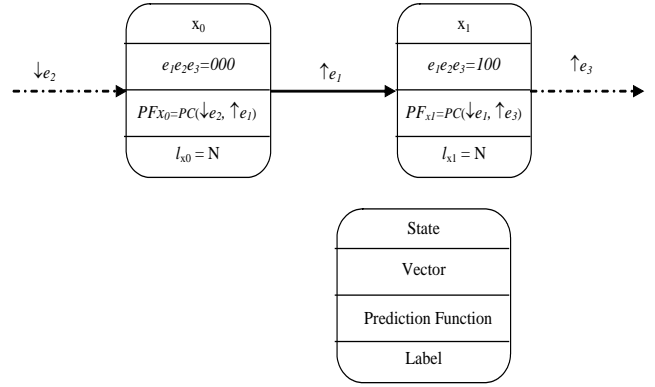 ↓e₂
x₀
e₁e₂e₃=000
PFx₀=PC(↓e₂, ↑e₁)
lₓ₀ = N
↑e₁
x₁
e₁e₂e₃=100
PFₓ₁=PC(↓e₁, ↑e₃)
lₓ₁ = N
↑e₃
State
Vector
Prediction Function
Label